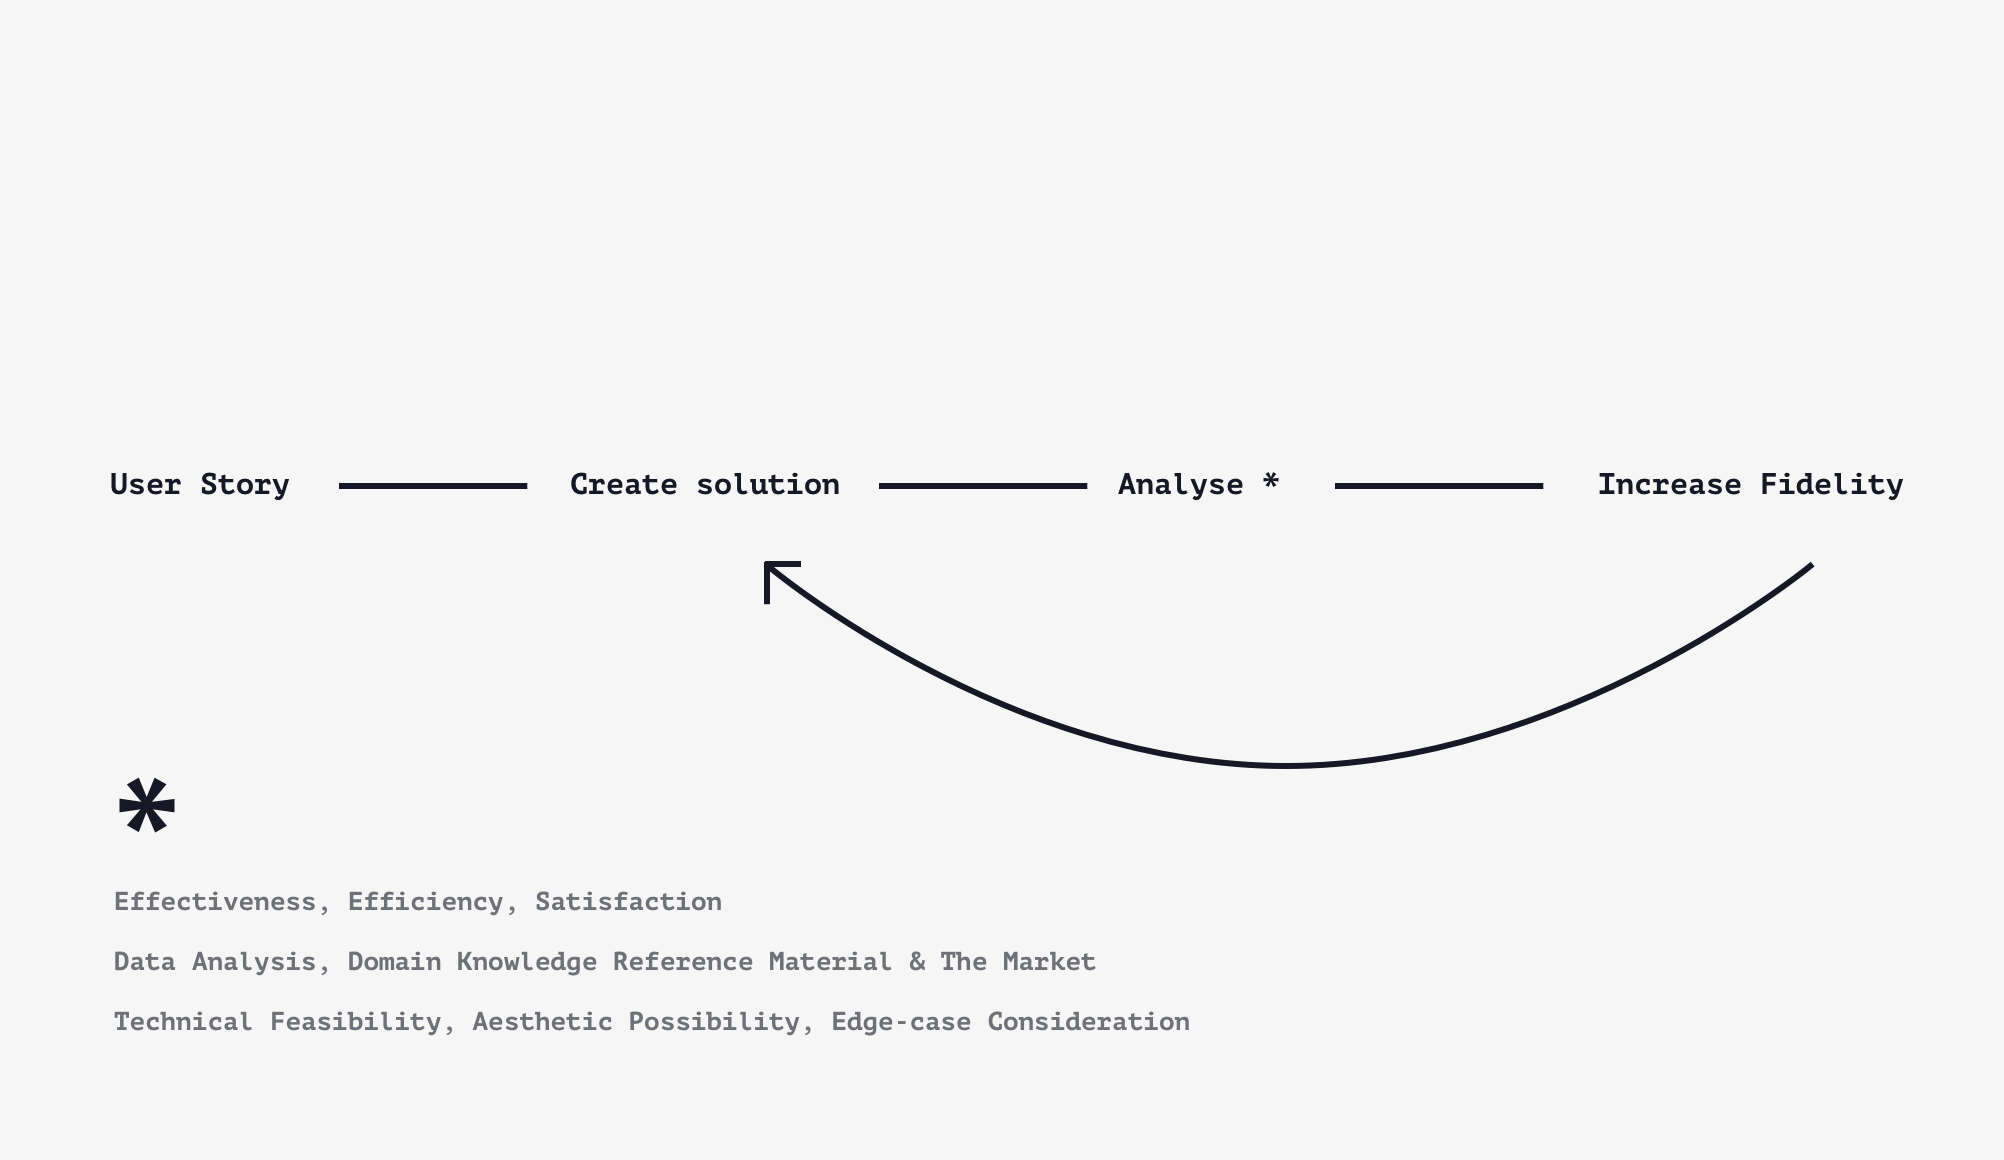 User Story
Create solution
Analyse *
Increase Fidelity
*
Effectiveness, Efficiency, Satisfaction
Data Analysis, Domain Knowledge Reference Material & The Market
Technical Feasibility, Aesthetic Possibility, Edge-case Consideration